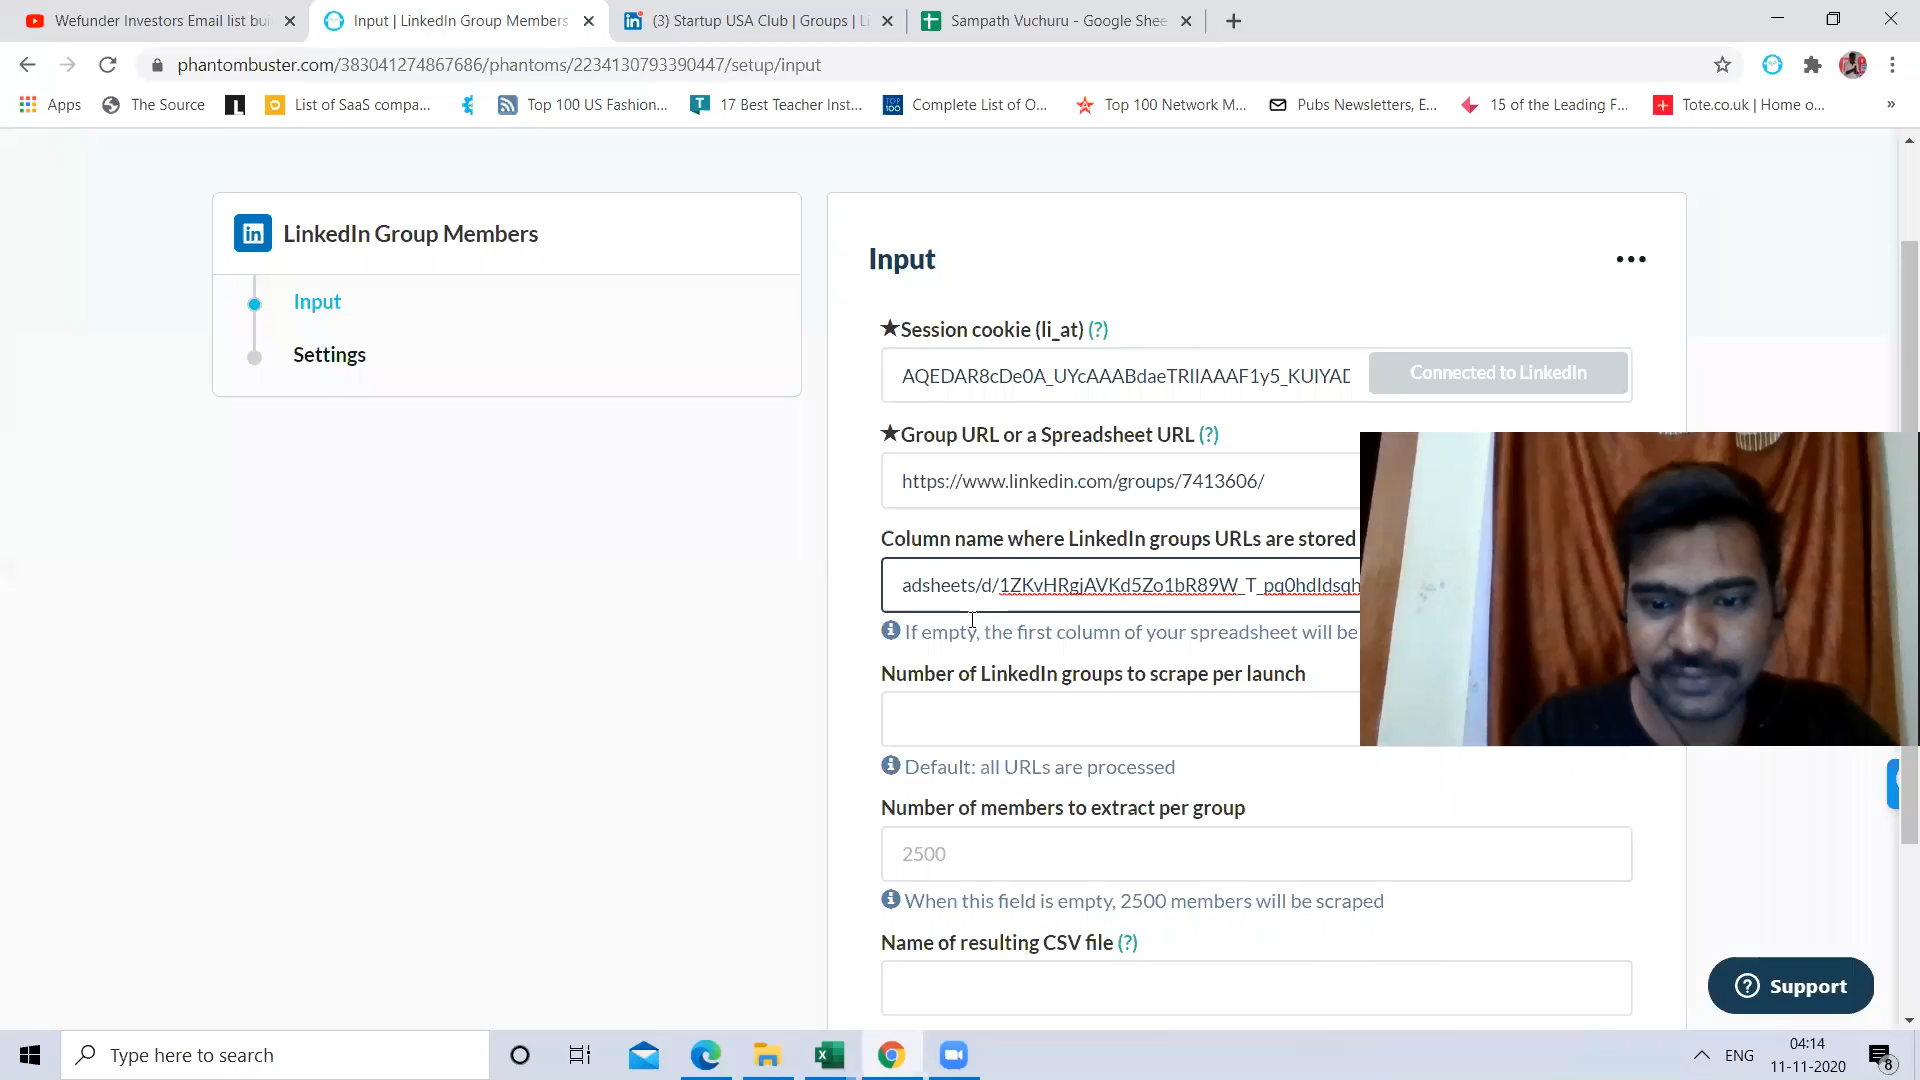 Wefunder Investors Email list bui
Input | LinkedIn Group Members
(3) Startup USA Club | Groups | Li
Sampath Vuchuru - Google Shee
phantombuster.com/383041274867686/phantoms/2234130793390447/setup/input
Apps
The Source
List of SaaS compa...
Top 100 US Fashion...
17 Best Teacher Inst...
TOP 100
Complete List of O...
Top 100 Network M...
Pubs Newsletters, E...
15 of the Leading F...
Tote.co.uk | Home o...
»
in LinkedIn Group Members
Input
Settings
Input
★Session cookie (li_at) (?)
AQEDAR8cDe0A_UYcAAABdaeTRIIAAAF1y5_KUIYAD
Connected to LinkedIn
★Group URL or a Spreadsheet URL (?)
https://www.linkedin.com/groups/7413606/
Column name where LinkedIn groups URLs are stored
adsheets/d/1ZKvHRgjAVKd5Zo1bR89W_T_pq0hdIdsqh
If empty, the first column of your spreadsheet will be
Number of LinkedIn groups to scrape per launch
Default: all URLs are processed
Number of members to extract per group
2500
When this field is empty, 2500 members will be scraped
Name of resulting CSV file (?)
Support
Type here to search
ENG
04:14
11-11-2020
8